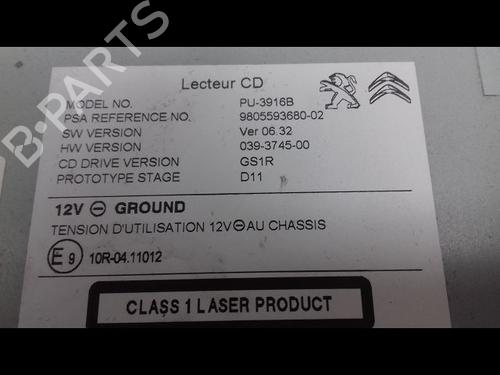 Lecteur CD
MODEL NO. PU-3916B
PSA REFERENCE NO. 9805593680-02
SW VERSION Ver 06.32
HW VERSION 039-3745-00
CD DRIVE VERSION GS1R
PROTOTYPE STAGE D11
12V ⊖ GROUND
TENSION D'UTILISATION 12V⊖AU CHASSIS
E9 10R-04.11012
CLASS 1 LASER PRODUCT